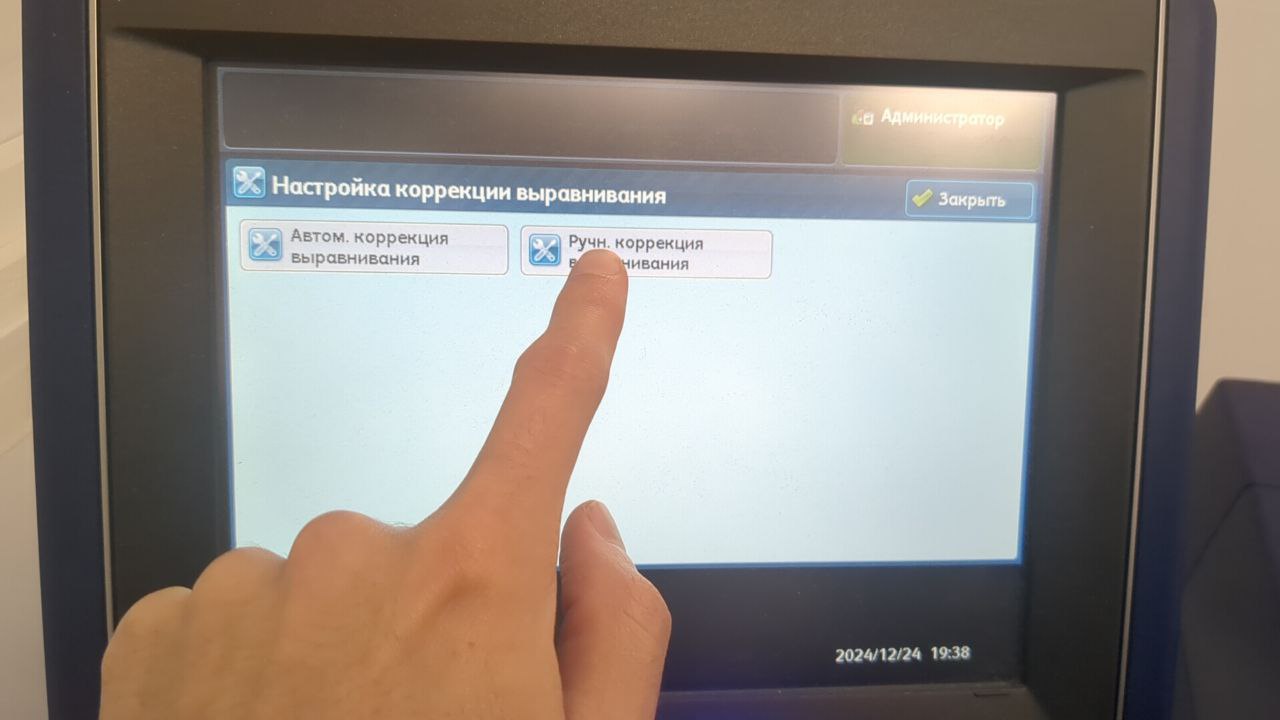 Администратор
Настройка коррекции выравнивания
Закрыть
Автом. коррекция
выравнивания
Ручн. коррекция
2024/12/24 19:38